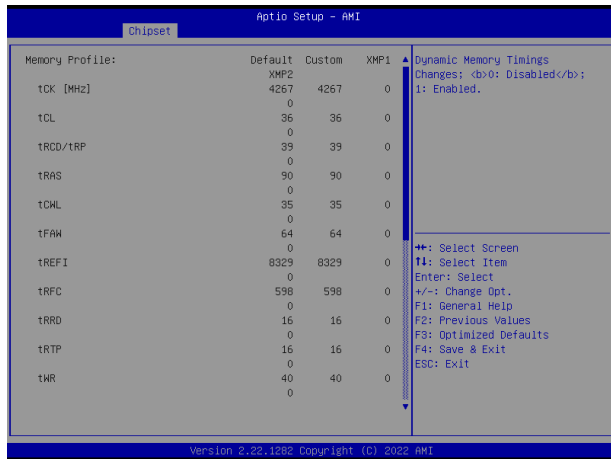 Aptio Setup - AMI
Chipset
Memory Profile: Default Custom XMP1
XMP2
tCK [MHz] 4267 4267 0
0
tCL 36 36 0
0
tRCD/tRP 39 39 0
0
tRAS 90 90 0
0
tCWL 35 35 0
0
tFAW 64 64 0
0
tREFI 8329 8329 0
0
tRFC 598 598 0
0
tRRD 16 16 0
0
tRTP 16 16 0
0
tWR 40 40 0
0
Dynamic Memory Timings
Changes; <b>0: Disabled</b>;
1: Enabled.
→←: Select Screen
↑↓: Select Item
Enter: Select
+/-: Change Opt.
F1: General Help
F2: Previous Values
F3: Optimized Defaults
F4: Save & Exit
ESC: Exit
Version 2.22.1282 Copyright (C) 2022 AMI